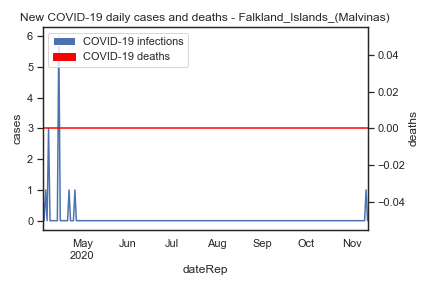 New COVID-19 daily cases and deaths - Falkland_Islands_(Malvinas)
COVID-19 infections
COVID-19 deaths
6
5
4
3
2
1
0
cases
0.04
0.02
0.00
−0.02
−0.04
deaths
May
2020
Jun
Jul
Aug
Sep
Oct
Nov
dateRep